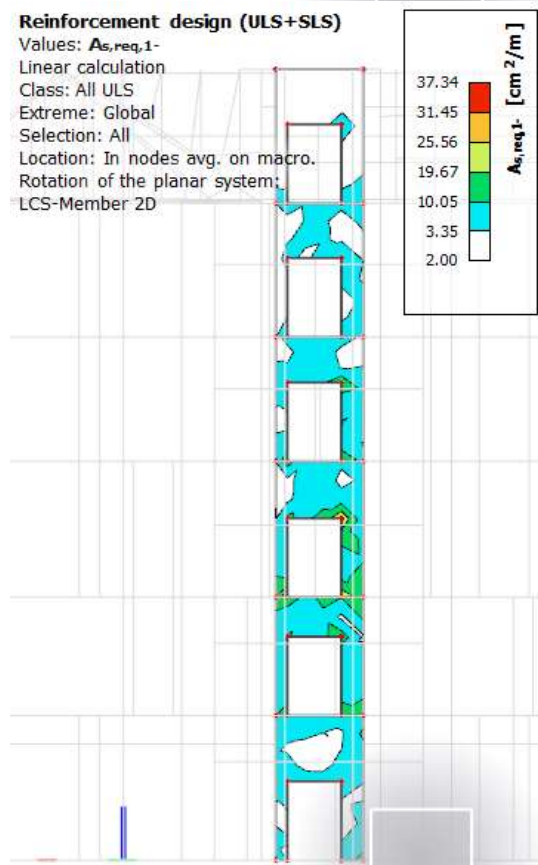 Reinforcement design (ULS+SLS)
Values: As,req,1-
Linear calculation
Class: All ULS
Extreme: Global
Selection: All
Location: In nodes avg. on macro.
Rotation of the planar system:
LCS-Member 2D
37.34
31.45
25.56
19.67
10.05
3.35
2.00
As,req,1- [cm²/m]